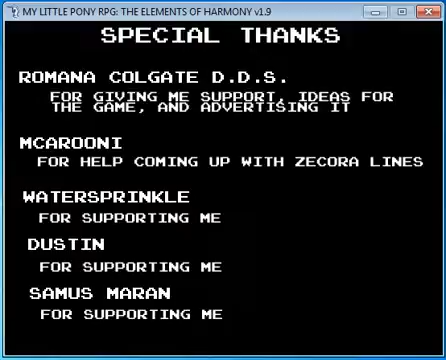 MY LITTLE PONY RPG: THE ELEMENTS OF HARMONY v1.9
SPECIAL THANKS
ROMANA COLGATE D.D.S.
FOR GIVING ME SUPPORT, IDEAS FOR
THE GAME, AND ADVERTISING IT
MCAROONI
FOR HELP COMING UP WITH ZECORA LINES
WATERSPRINKLE
FOR SUPPORTING ME
DUSTIN
FOR SUPPORTING ME
SAMUS MARAN
FOR SUPPORTING ME